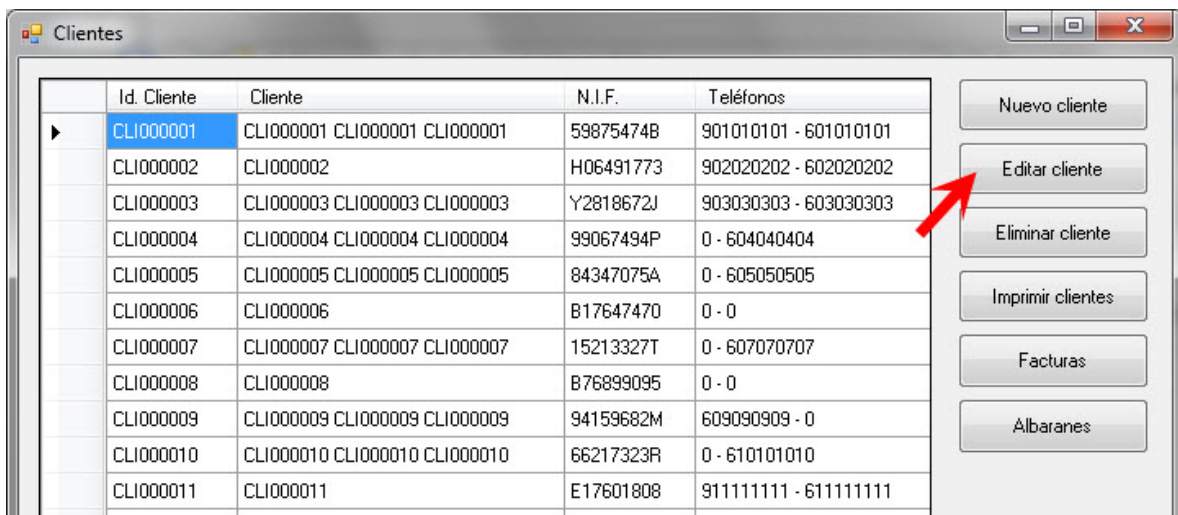 Clientes
Id. Cliente Cliente N.I.F. Teléfonos
CLI000001 CLI000001 CLI000001 CLI000001 59875474B 901010101 - 601010101
CLI000002 CLI000002 H06491773 902020202 - 602020202
CLI000003 CLI000003 CLI000003 CLI000003 Y2818672J 903030303 - 603030303
CLI000004 CLI000004 CLI000004 CLI000004 99067494P 0 - 604040404
CLI000005 CLI000005 CLI000005 CLI000005 84347075A 0 - 605050505
CLI000006 CLI000006 B17647470 0 - 0
CLI000007 CLI000007 CLI000007 CLI000007 15213327T 0 - 607070707
CLI000008 CLI000008 B76899095 0 - 0
CLI000009 CLI000009 CLI000009 CLI000009 94159682M 609090909 - 0
CLI000010 CLI000010 CLI000010 CLI000010 66217323R 0 - 610101010
CLI000011 CLI000011 E17601808 911111111 - 611111111
Nuevo cliente
Editar cliente
Eliminar cliente
Imprimir clientes
Facturas
Albaranes